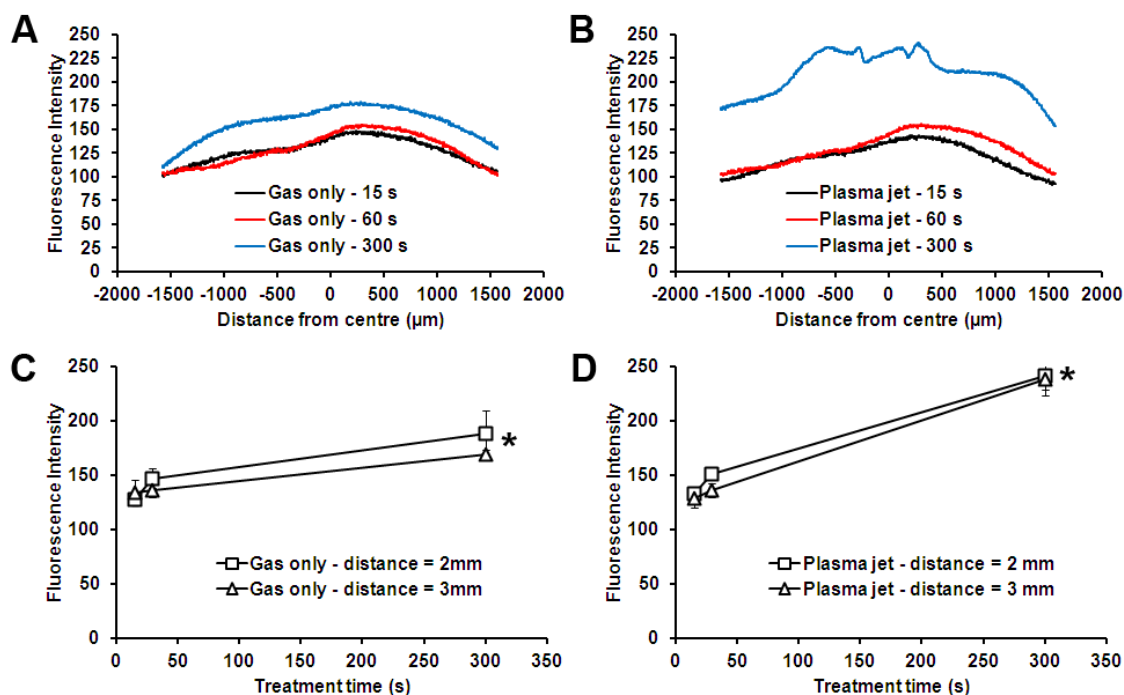 A
B
250
225
200
175
150
125
100
75
50
25
0
Fluorescence Intensity
Gas only - 15 s
Gas only - 60 s
Gas only - 300 s
-2000 -1500 -1000 -500 0 500 1000 1500 2000
Distance from centre (µm)
250
225
200
175
150
125
100
75
50
25
0
Fluorescence Intensity
Plasma jet - 15 s
Plasma jet - 60 s
Plasma jet - 300 s
-2000 -1500 -1000 -500 0 500 1000 1500 2000
Distance from centre (µm)
C
D
250
200
150
100
50
0
Fluorescence Intensity
*
Gas only - distance = 2mm
Gas only - distance = 3mm
0 50 100 150 200 250 300 350
Treatment time (s)
250
200
150
100
50
0
Fluorescence Intensity
*
Plasma jet - distance = 2 mm
Plasma jet - distance = 3 mm
0 50 100 150 200 250 300 350
Treatment time (s)